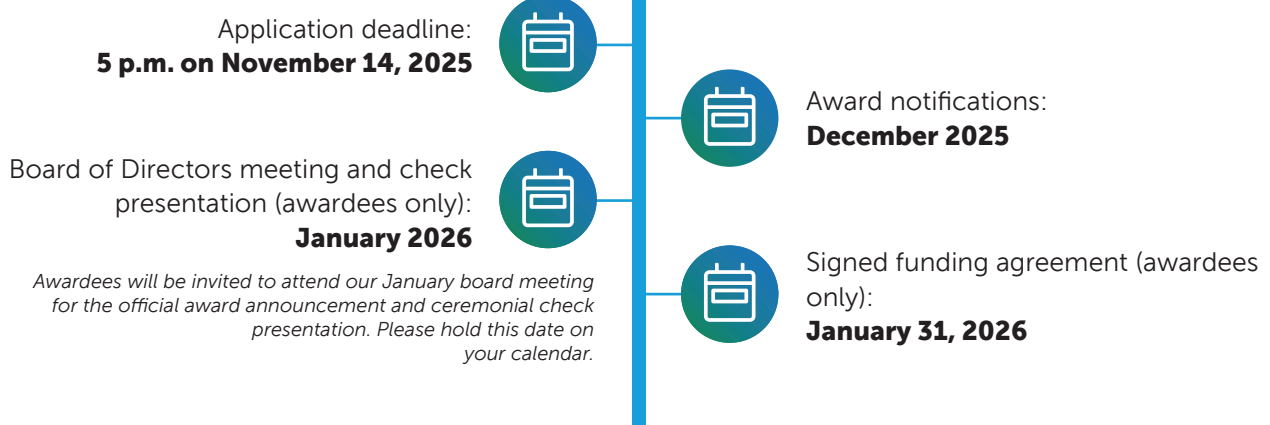 Application deadline:
5 p.m. on November 14, 2025
Award notifications:
December 2025
Board of Directors meeting and check
presentation (awardees only):
January 2026
Awardees will be invited to attend our January board meeting
for the official award announcement and ceremonial check
presentation. Please hold this date on
your calendar.
Signed funding agreement (awardees
only):
January 31, 2026